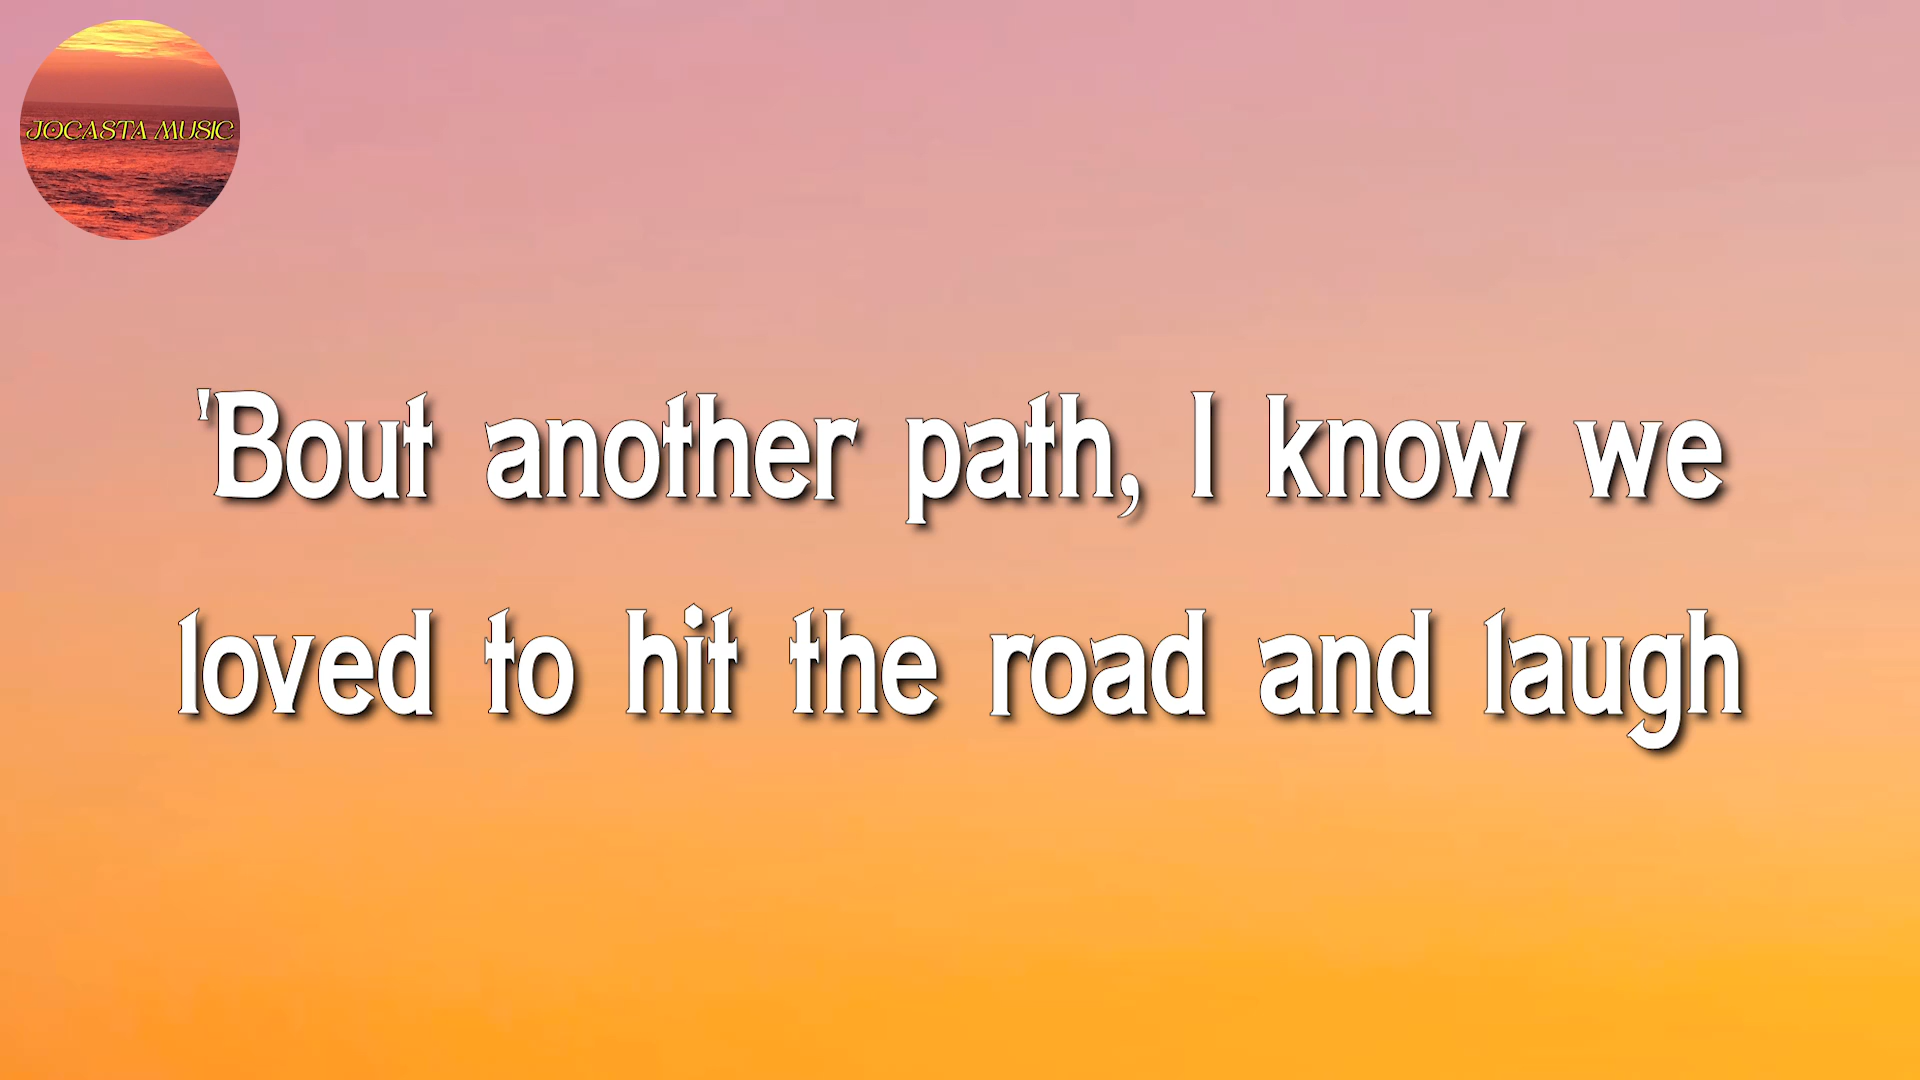 JOCASTA MUSIC
'Bout another path, I know we
loved to hit the road and laugh